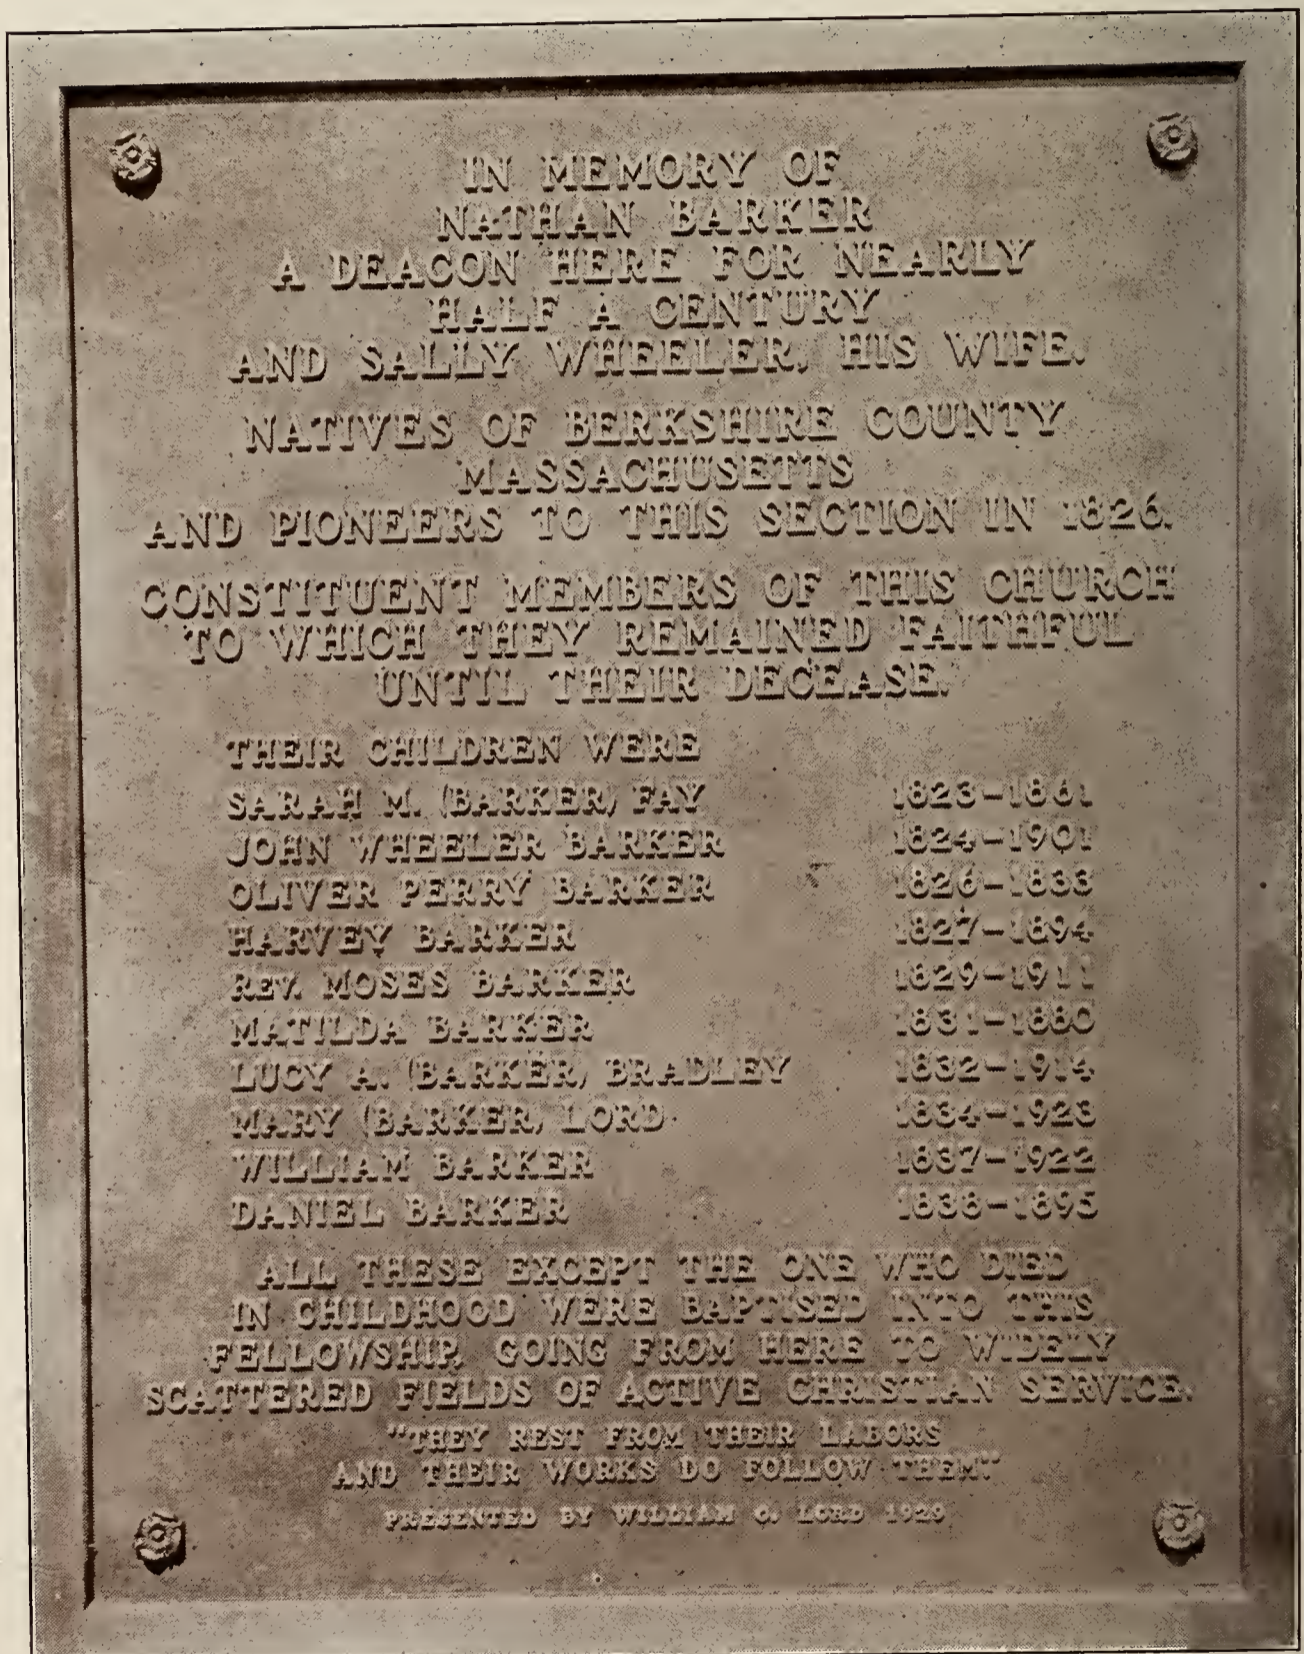 IN MEMORY OF
NATHAN BARKER
A DEACON HERE FOR NEARLY
HALF A CENTURY
AND SALLY WHEELER, HIS WIFE.
NATIVES OF BERKSHIRE COUNTY
MASSACHUSETTS
AND PIONEERS TO THIS SECTION IN 1826.
CONSTITUENT MEMBERS OF THIS CHURCH
TO WHICH THEY REMAINED FAITHFUL
UNTIL THEIR DECEASE.
THEIR CHILDREN WERE
SARAH M. (BARKER) FAY 1823-1861
JOHN WHEELER BARKER 1824-1901
OLIVER PERRY BARKER 1826-1833
HARVEY BARKER 1827-1894
REV. MOSES BARKER 1829-1911
MATILDA BARKER 1831-1880
LUCY A. (BARKER) BRADLEY 1832-1914
MARY (BARKER) LORD 1834-1923
WILLIAM BARKER 1837-1922
DANIEL BARKER 1838-1895
ALL THESE EXCEPT THE ONE WHO DIED
IN CHILDHOOD WERE BAPTISED INTO THIS
FELLOWSHIP, GOING FROM HERE TO WIDELY
SCATTERED FIELDS OF ACTIVE CHRISTIAN SERVICE.
"THEY REST FROM THEIR LABORS
AND THEIR WORKS DO FOLLOW THEM"
PRESENTED BY WILLIAM O. LORD 1929